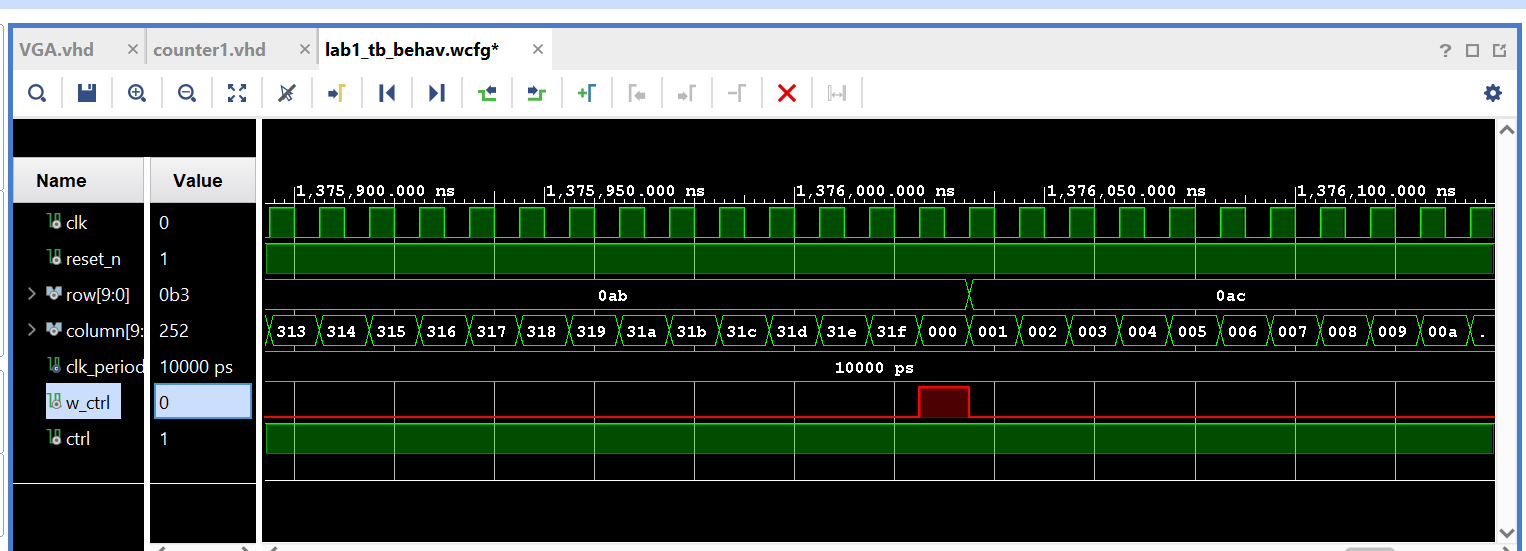 VGA.vhd × counter1.vhd × lab1_tb_behav.wcfg* × ?
Name Value
1,375,900.000 ns 1,375,950.000 ns 1,376,000.000 ns 1,376,050.000 ns 1,376,100.000 ns
clk 0
reset_n 1
row[9:0] 0b3 0ab 0ac
column[9: 252 313 314 315 316 317 318 319 31a 31b 31c 31d 31e 31f 000 001 002 003 004 005 006 007 008 009 00a .
clk_period 10000 ps 10000 ps
w_ctrl 0
ctrl 1